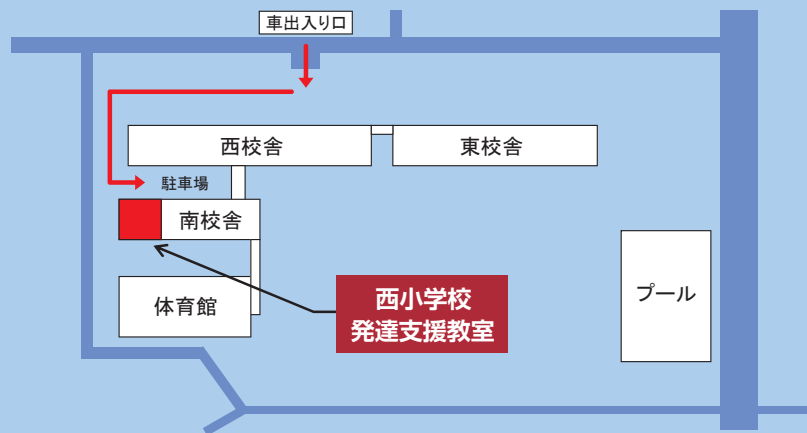 車出入り口
西校舎
東校舎
駐車場
南校舎
体育館
西小学校
発達支援教室
プール